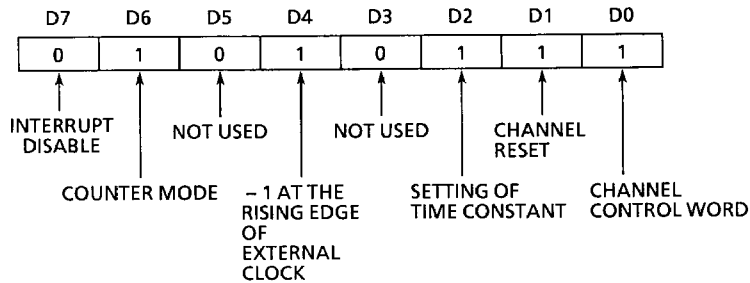 D7 D6 D5 D4 D3 D2 D1 D0
0 1 0 1 0 1 1 1
INTERRUPT
DISABLE
NOT USED
NOT USED
CHANNEL
RESET
COUNTER MODE
– 1 AT THE
RISING EDGE
OF
EXTERNAL
CLOCK
SETTING OF
TIME CONSTANT
CHANNEL
CONTROL WORD